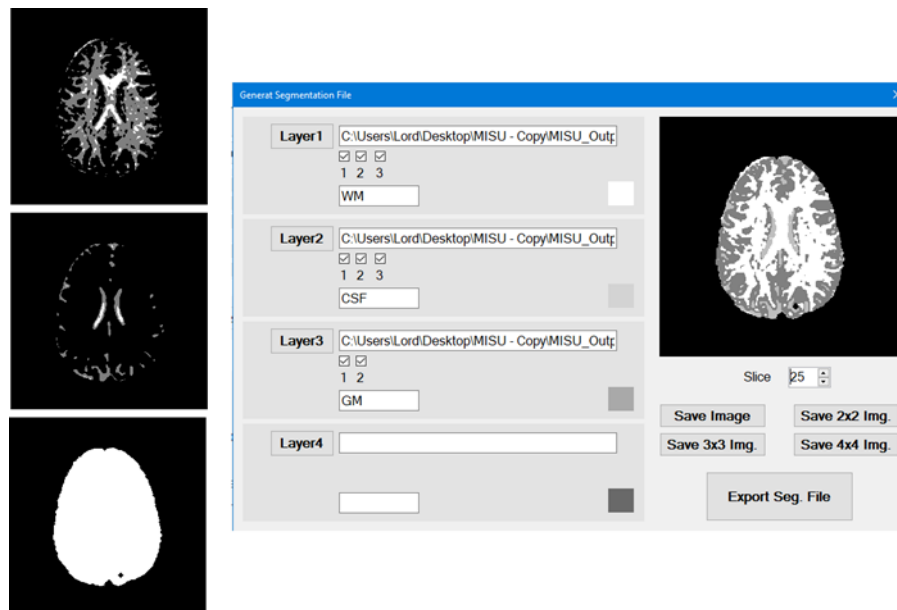 Generat Segmentation File
Layer1 C:\Users\Lord\Desktop\MISU - Copy\MISU_Outp
1 2 3
WM
Layer2 C:\Users\Lord\Desktop\MISU - Copy\MISU_Outp
1 2 3
CSF
Layer3 C:\Users\Lord\Desktop\MISU - Copy\MISU_Outp
1 2
GM
Layer4
Slice 25
Save Image Save 2x2 Img.
Save 3x3 Img. Save 4x4 Img.
Export Seg. File